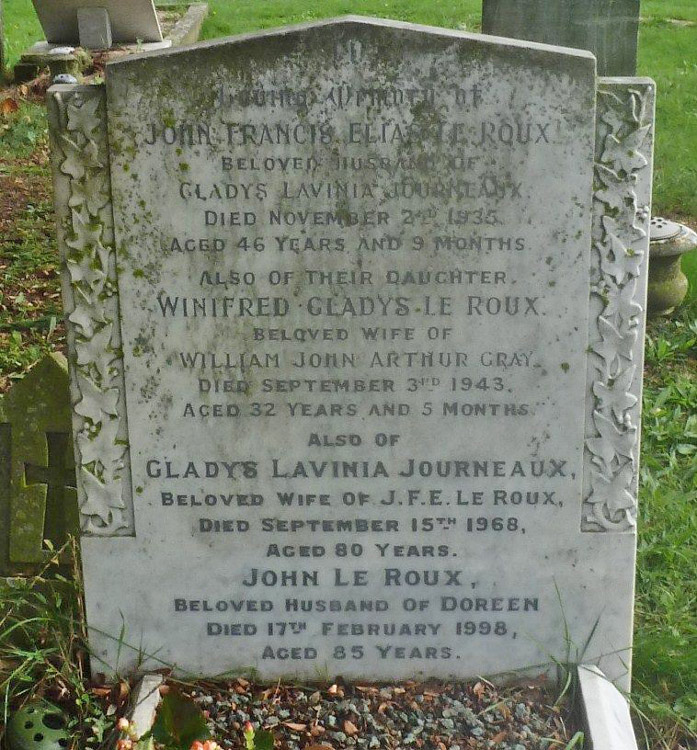 In
Loving Memory of
John Francis Elias Le Roux.
Beloved Husband of
Gladys Lavinia Journeaux.
Died November 2nd 1935.
Aged 46 Years and 9 Months.
Also of their Daughter.
Winifred Gladys Le Roux.
Beloved Wife of
William John Arthur Gray.
Died September 3rd 1943.
Aged 32 Years and 5 Months.
Also of
Gladys Lavinia Journeaux,
Beloved Wife of J.F.E. Le Roux,
Died September 15th 1968,
Aged 80 Years.
John Le Roux,
Beloved Husband of Doreen
Died 17th February 1998,
Aged 85 Years.